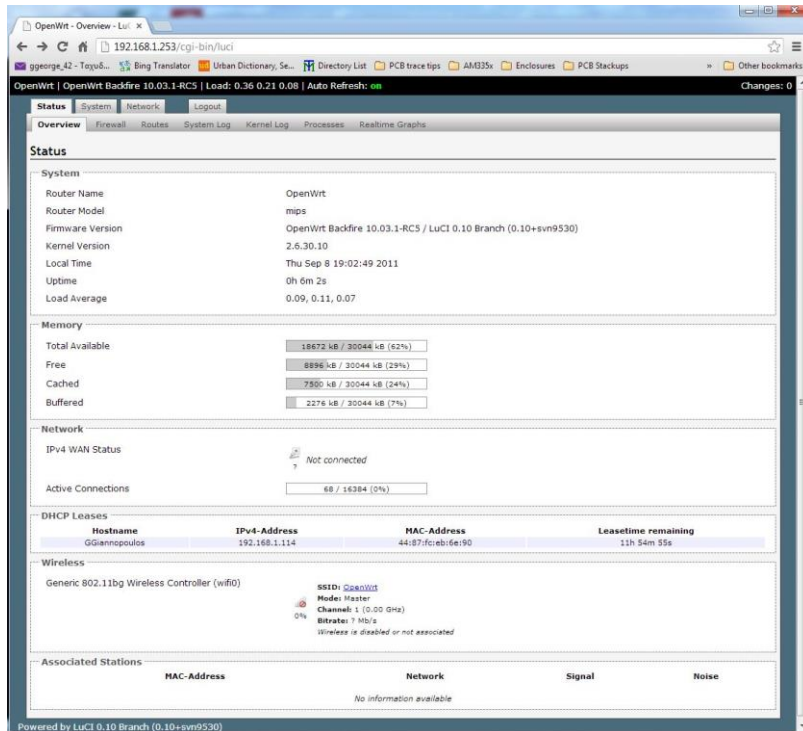 OpenWrt - Overview - LuC
192.168.1.253/cgi-bin/luci
ggeorge_42 - Ταχυδ... Bing Translator Urban Dictionary, Se... Directory List PCB trace tips AM335x Enclosures PCB Stackups » Other bookmarks
OpenWrt | OpenWrt Backfire 10.03.1-RC5 | Load: 0.36 0.21 0.08 | Auto Refresh: on Changes: 0
Status System Network Logout
Overview Firewall Routes System Log Kernel Log Processes Realtime Graphs
Status
System
Router Name OpenWrt
Router Model mips
Firmware Version OpenWrt Backfire 10.03.1-RC5 / LuCI 0.10 Branch (0.10+svn9530)
Kernel Version 2.6.30.10
Local Time Thu Sep 8 19:02:49 2011
Uptime 0h 6m 2s
Load Average 0.09, 0.11, 0.07
Memory
Total Available 18672 kB / 30044 kB (62%)
Free 8896 kB / 30044 kB (29%)
Cached 7500 kB / 30044 kB (24%)
Buffered 2276 kB / 30044 kB (7%)
Network
IPv4 WAN Status ? Not connected
Active Connections 68 / 16384 (0%)
DHCP Leases
Hostname IPv4-Address MAC-Address Leasetime remaining
GGiannopoulos 192.168.1.114 44:87:fc:eb:6e:90 11h 54m 55s
Wireless
Generic 802.11bg Wireless Controller (wifi0)
0%
SSID: OpenWrt
Mode: Master
Channel: 1 (0.00 GHz)
Bitrate: ? Mb/s
Wireless is disabled or not associated
Associated Stations
MAC-Address Network Signal Noise
No information available
Powered by LuCI 0.10 Branch (0.10+svn9530)